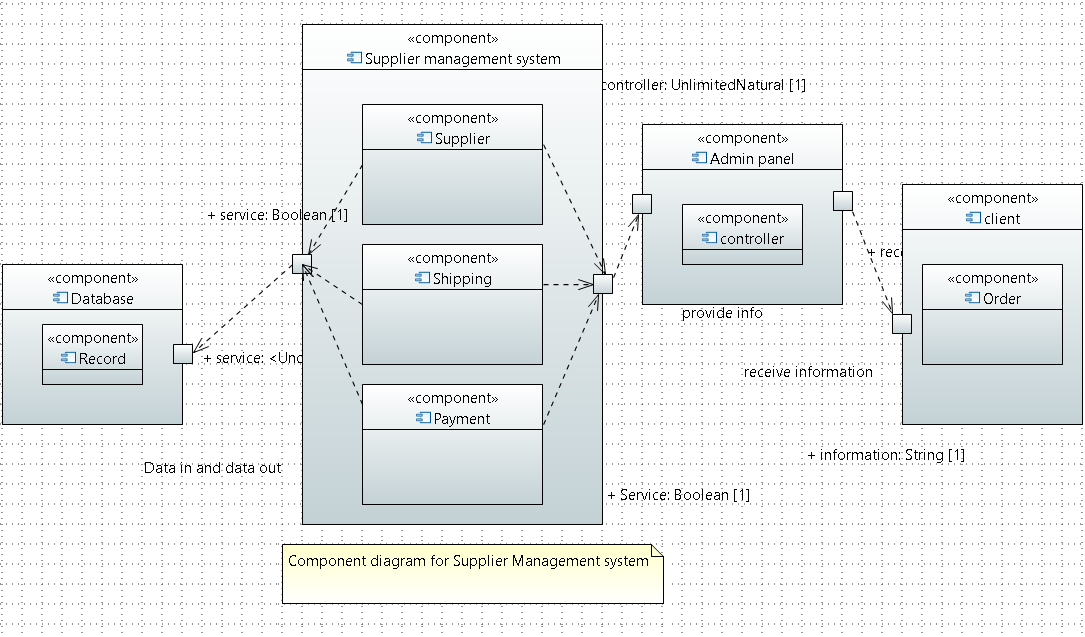 «component»
Supplier management system
controller: UnlimitedNatural [1]
«component»
Supplier
«component»
Admin panel
«component»
client
+ service: Boolean [1]
«component»
controller
«component»
Shipping
«component»
Database
«component»
Order
+ rece
provide info
«component»
Record
+ service: <Und
receive information
«component»
Payment
Data in and data out
+ information: String [1]
+ Service: Boolean [1]
Component diagram for Supplier Management system